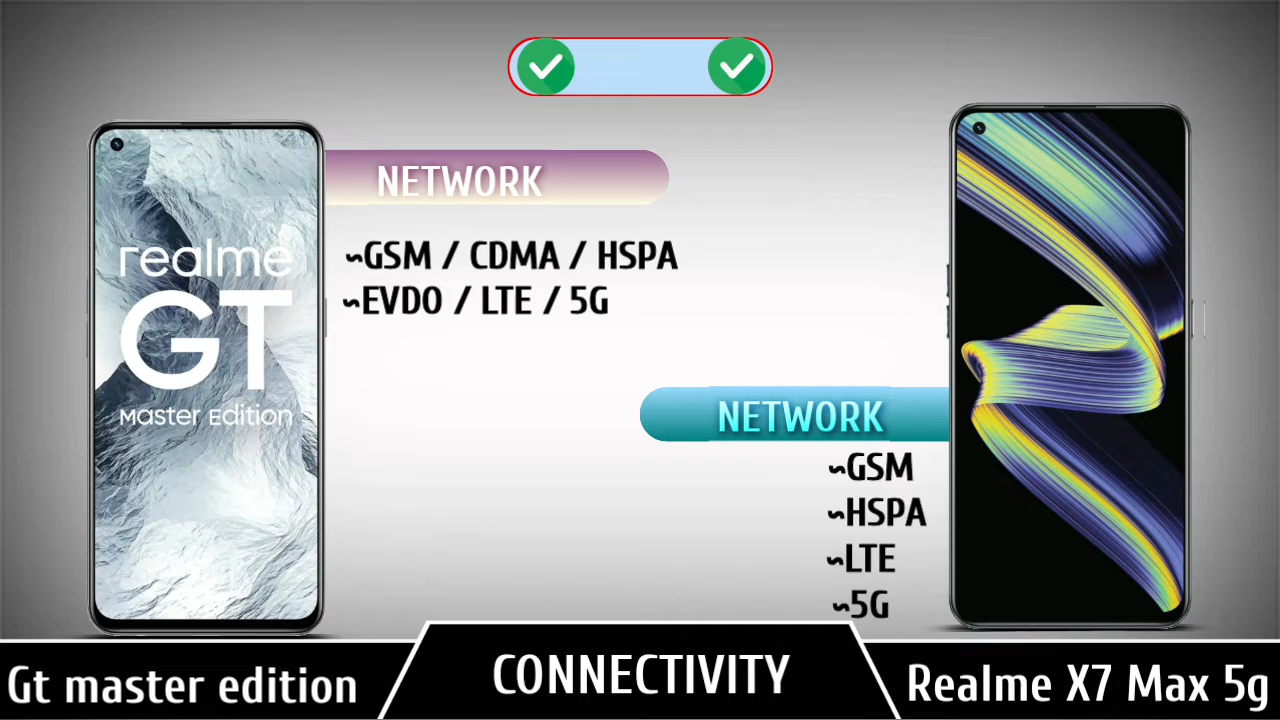 NETWORK
~GSM / CDMA / HSPA
~EVDO / LTE / 5G
realme
GT
Master Edition
NETWORK
~GSM
~HSPA
~LTE
~5G
Gt master edition
CONNECTIVITY
Realme X7 Max 5g